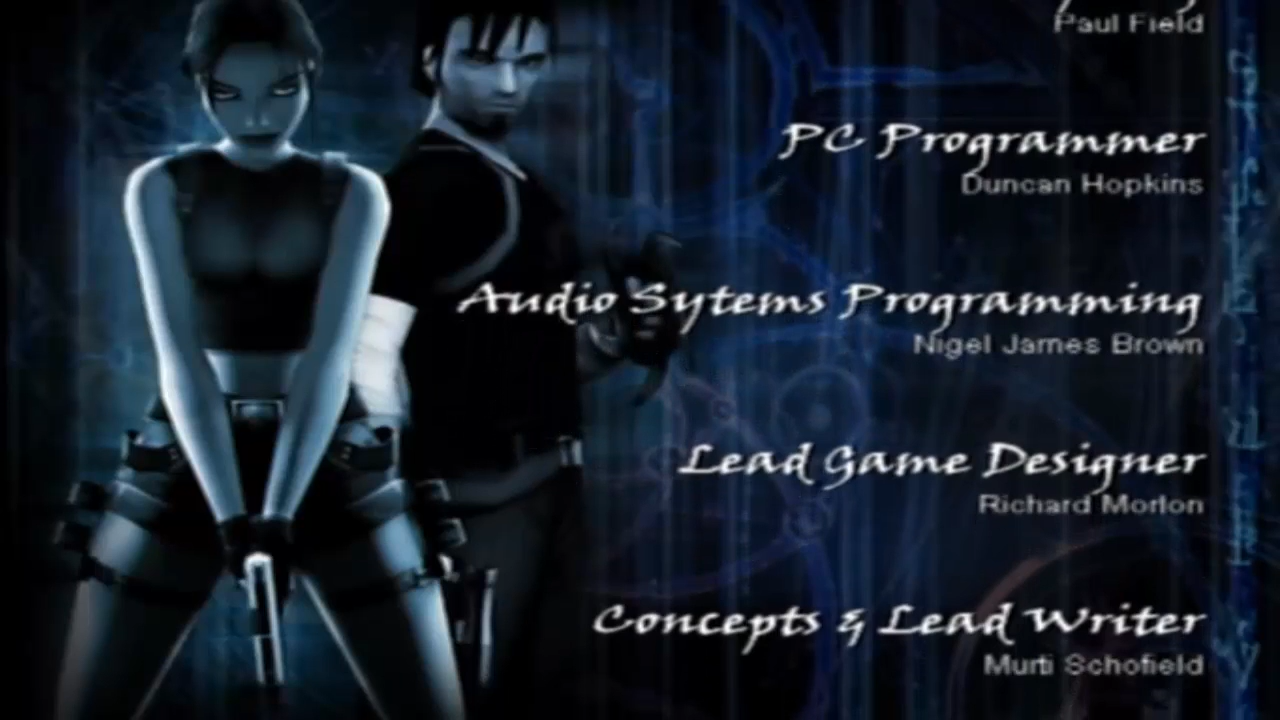 Paul Field
PC Programmer
Duncan Hopkins
Audio Sytems Programming
Nigel James Brown
Lead Game Designer
Richard Morton
Concepts & Lead Writer
Murti Schofield